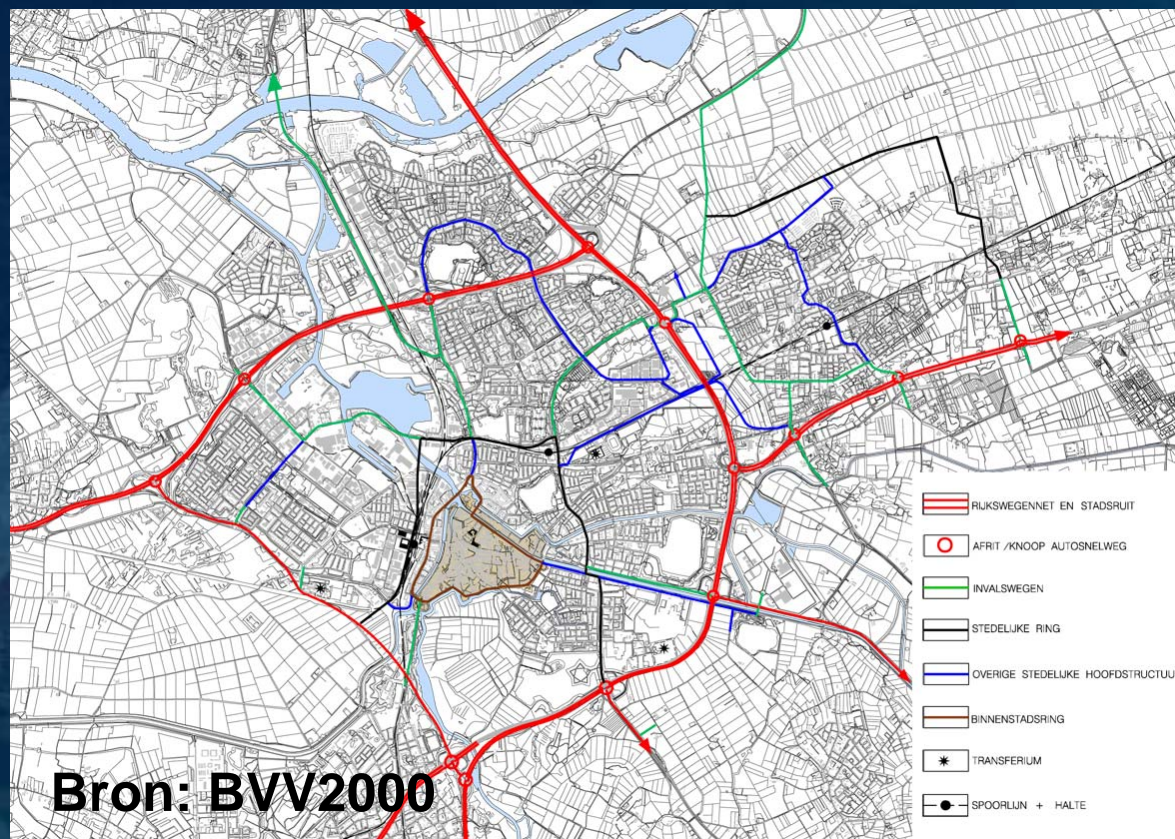 RIJKSWEGENNET EN STADSRUIT
AFRIT /KNOOP AUTOSNELWEG
INVALSWEGEN
STEDELIJKE RING
OVERIGE STEDELIJKE HOOFDSTRUCTUU
BINNENSTADSRING
TRANSFERIUM
SPOORLIJN + HALTE
Bron: BVV2000